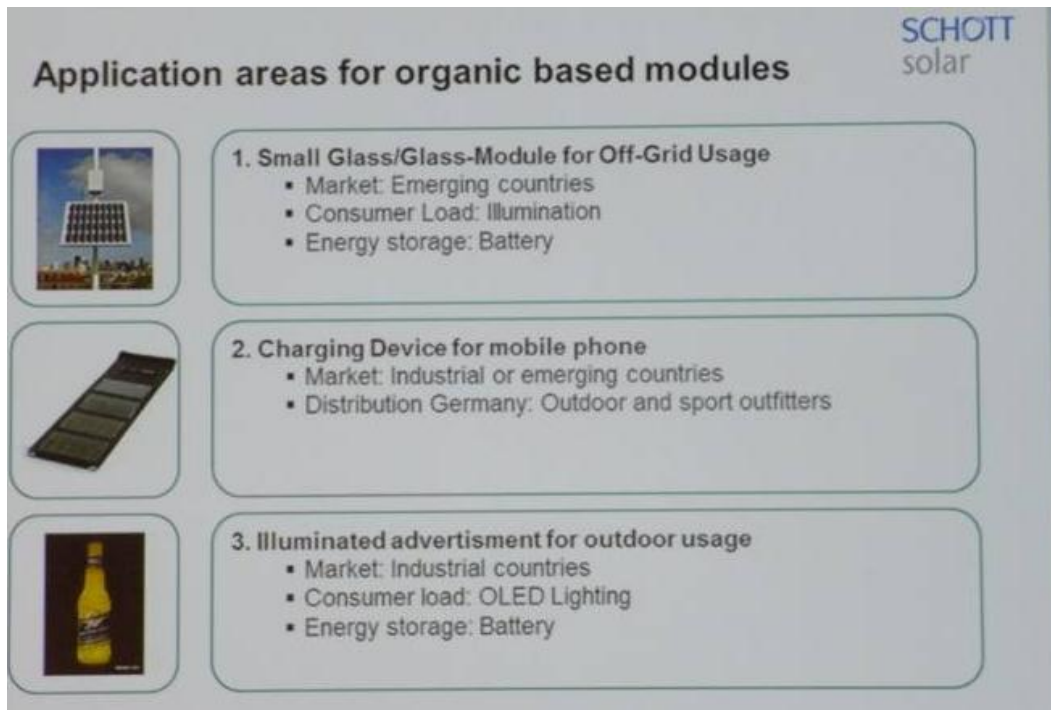 SCHOTT
solar
Application areas for organic based modules
1. Small Glass/Glass-Module for Off-Grid Usage
▪ Market: Emerging countries
▪ Consumer Load: Illumination
▪ Energy storage: Battery
2. Charging Device for mobile phone
▪ Market: Industrial or emerging countries
▪ Distribution Germany: Outdoor and sport outfitters
3. Illuminated advertisment for outdoor usage
▪ Market: Industrial countries
▪ Consumer load: OLED Lighting
▪ Energy storage: Battery